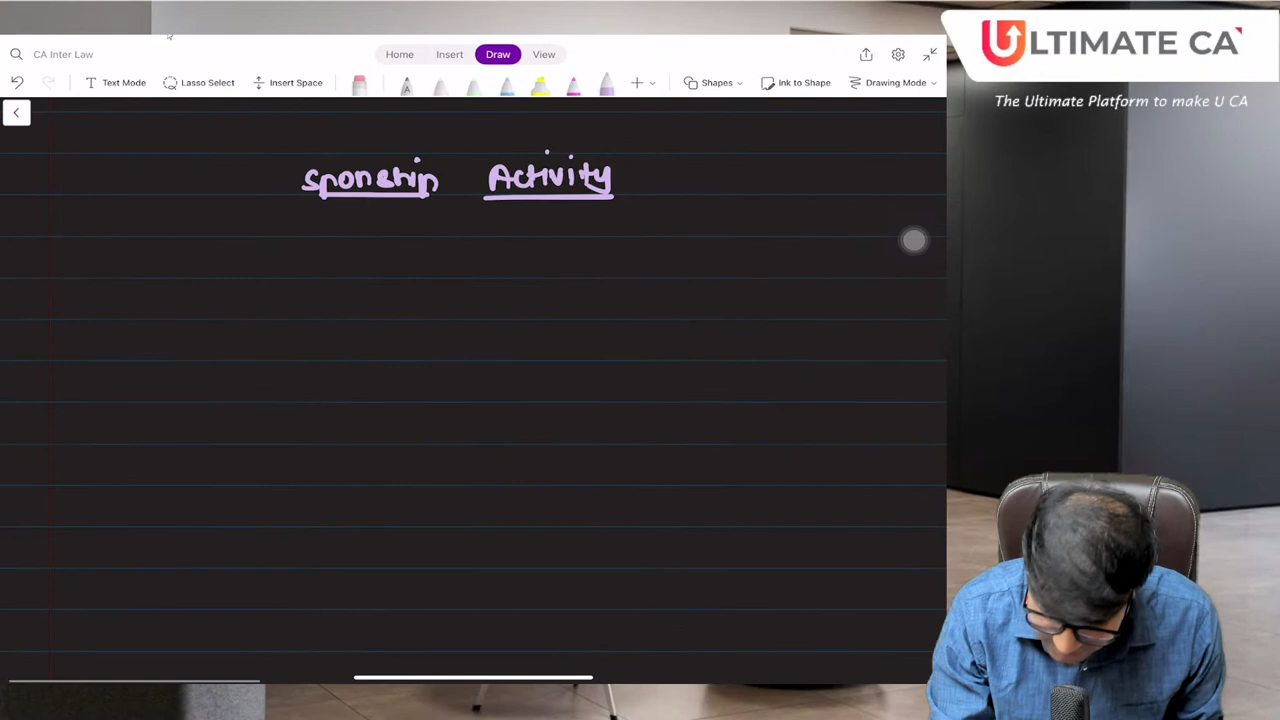 CA Inter Law
Home Insert Draw View
Text Mode Lasso Select Insert Space Shapes Ink to Shape Drawing Mode
ULTIMATE CA
The Ultimate Platform to make U CA
Sponship Activity